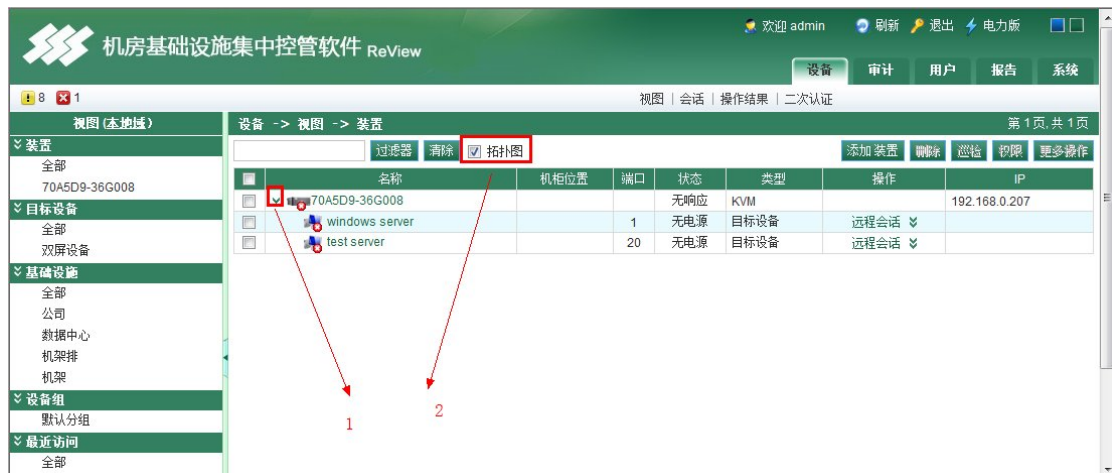 机房基础设施集中控管软件 ReView
欢迎 admin 刷新 退出 电力版
设备 审计 用户 报告 系统
8 1
视图 | 会话 | 操作结果 | 二次认证
视图 (本地域)
设备 -> 视图 -> 装置 第 1页,共 1页
装置
全部
70A5D9-36G008
目标设备
全部
双屏设备
基础设施
全部
公司
数据中心
机架排
机架
设备组
默认分组
最近访问
全部
过滤器 清除 拓扑图 添加 装置 删除 巡检 权限 更多操作
名称 机柜位置 端口 状态 类型 操作 IP
70A5D9-36G008 无响应 KVM 192.168.0.207
windows server 1 无电源 目标设备 远程会话
test server 20 无电源 目标设备 远程会话
1 2